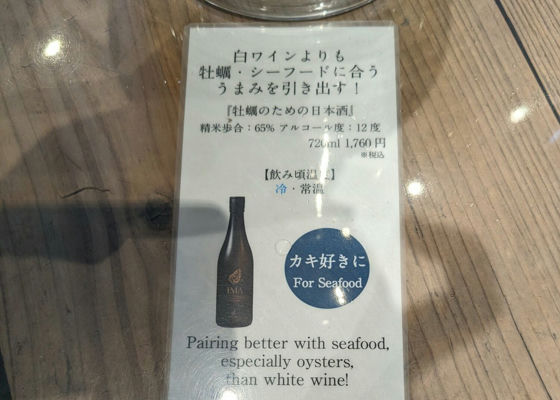 白ワインよりも
牡蠣・シーフードに合う
うまみを引き出す！
『牡蠣のための日本酒』
精米歩合：65% アルコール度：12度
720ml 1,760円
※税込
【飲み頃温度】
冷・常温
IMA
カキ好きに
For Seafood
Pairing better with seafood,
especially oysters,
than white wine!